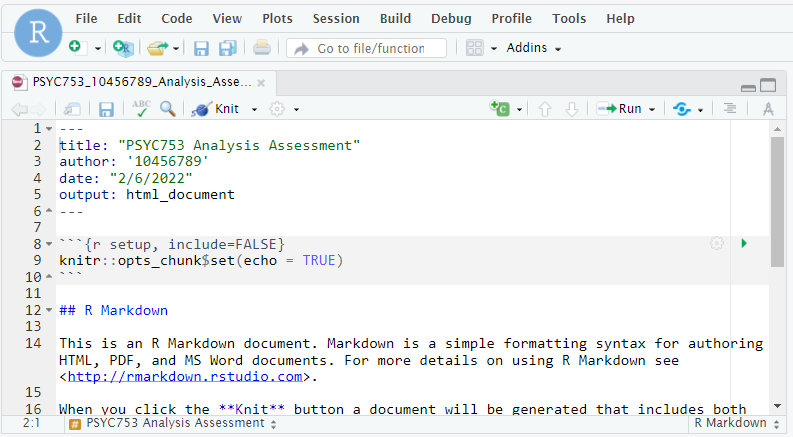 R
File Edit Code View Plots Session Build Debug Profile Tools Help
Go to file/function Addins
PSYC753_10456789_Analysis_Asse...
ABC Knit Run
1 ---
2 title: "PSYC753 Analysis Assessment"
3 author: '10456789'
4 date: "2/6/2022"
5 output: html_document
6 ---
7
8 ```{r setup, include=FALSE}
9 knitr::opts_chunk$set(echo = TRUE)
10 ```
11
12 ## R Markdown
13
14 This is an R Markdown document. Markdown is a simple formatting syntax for authoring
HTML, PDF, and MS Word documents. For more details on using R Markdown see
<http://rmarkdown.rstudio.com>.
15
16 When you click the **Knit** button a document will be generated that includes both
2:1 # PSYC753 Analysis Assessment R Markdown